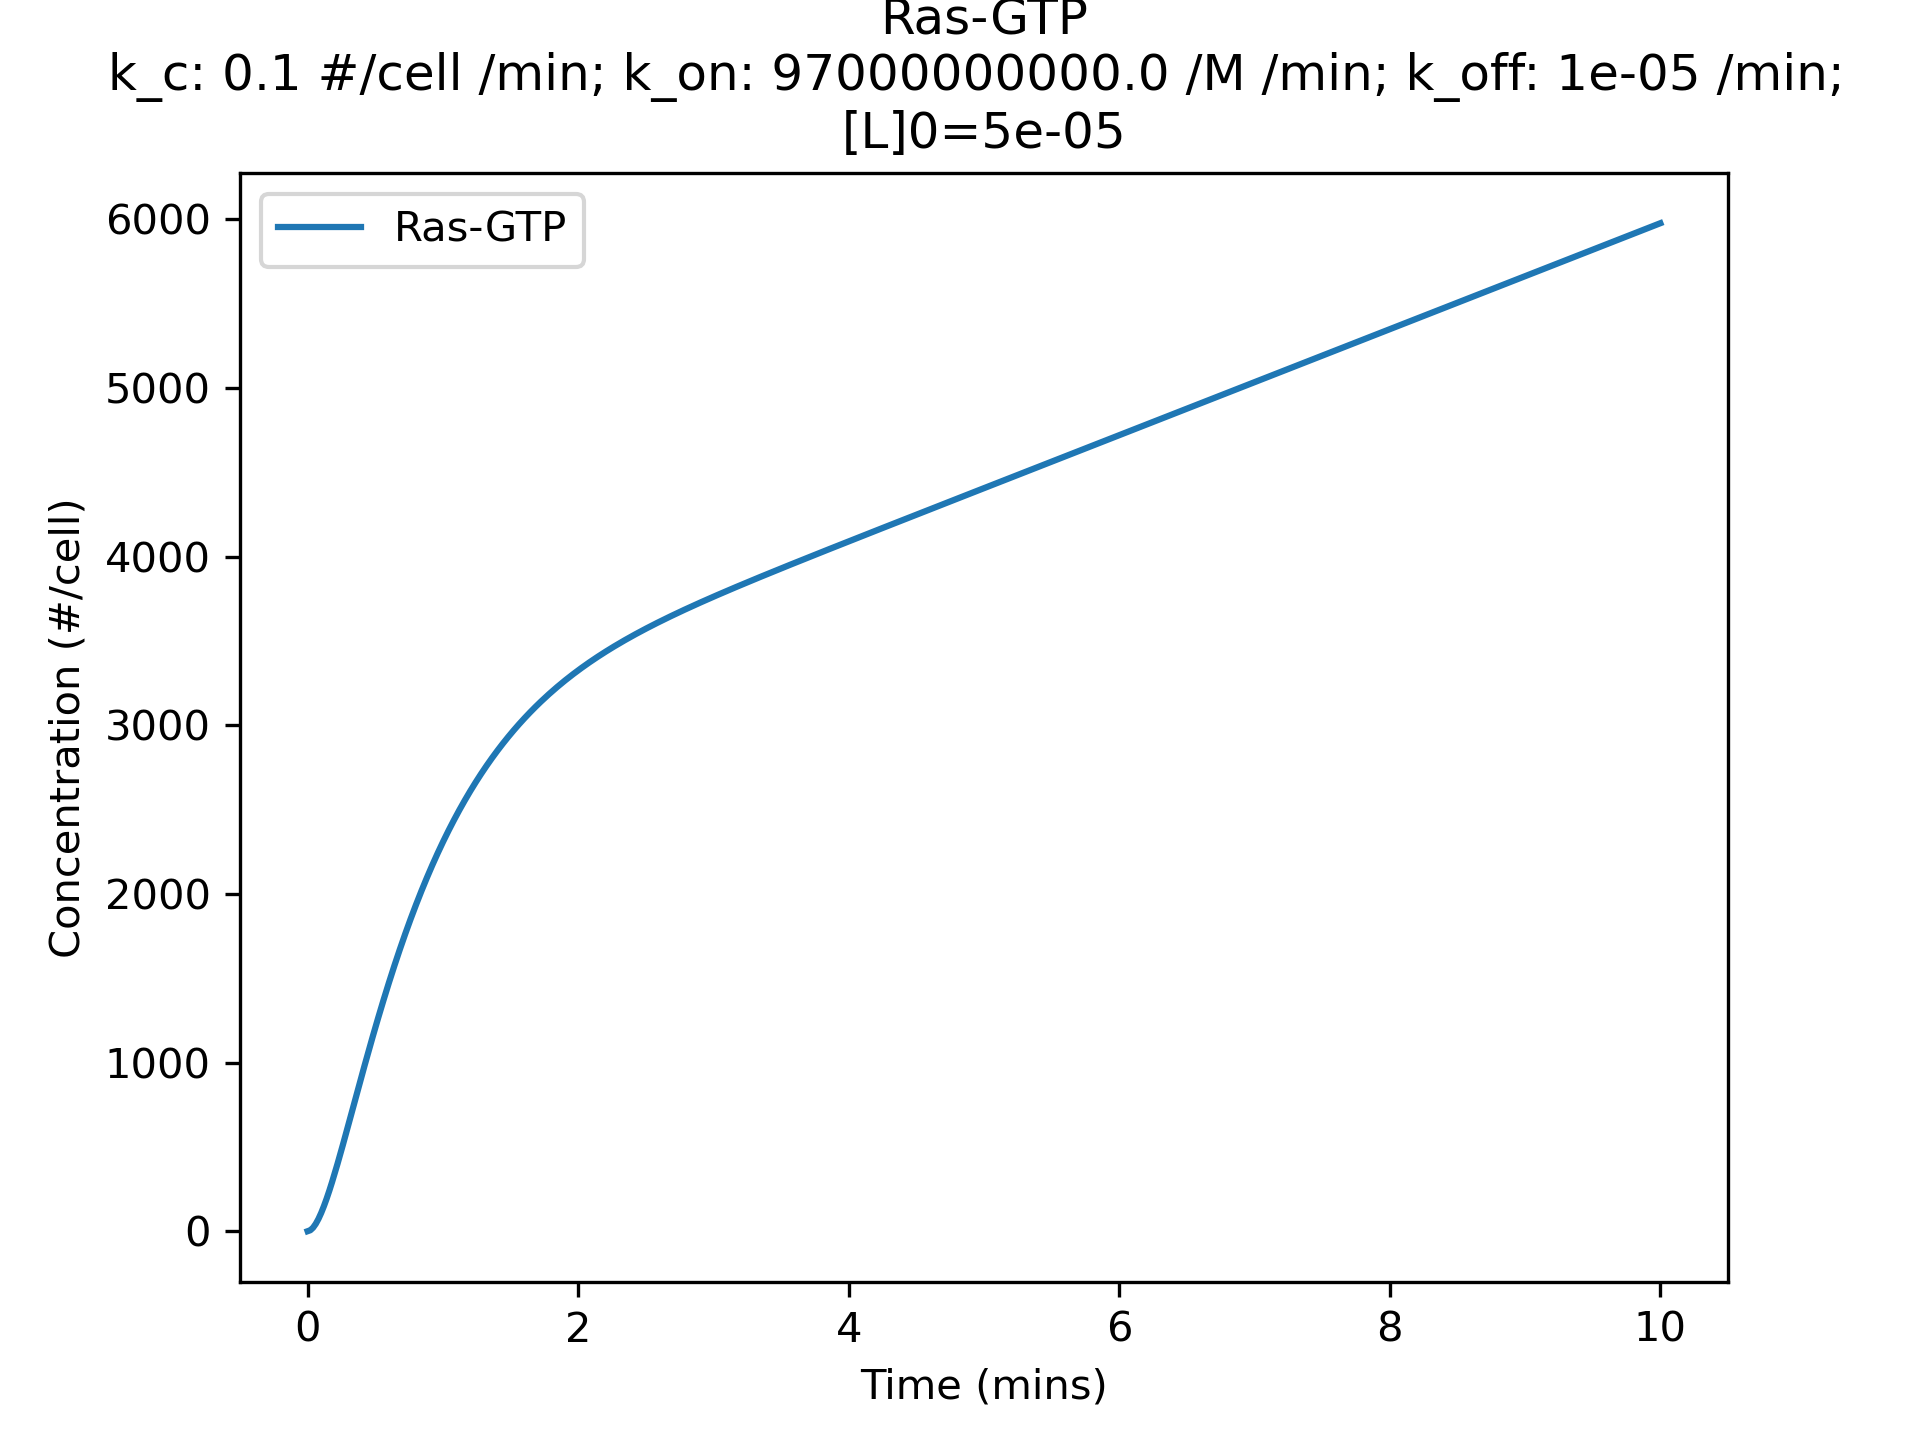 Ras-GTP
k_c: 0.1 #/cell /min; k_on: 97000000000.0 /M /min; k_off: 1e-05 /min;
[L]0=5e-05
Ras-GTP
6000
5000
4000
3000
2000
1000
0
Concentration (#/cell)
0 2 4 6 8 10
Time (mins)